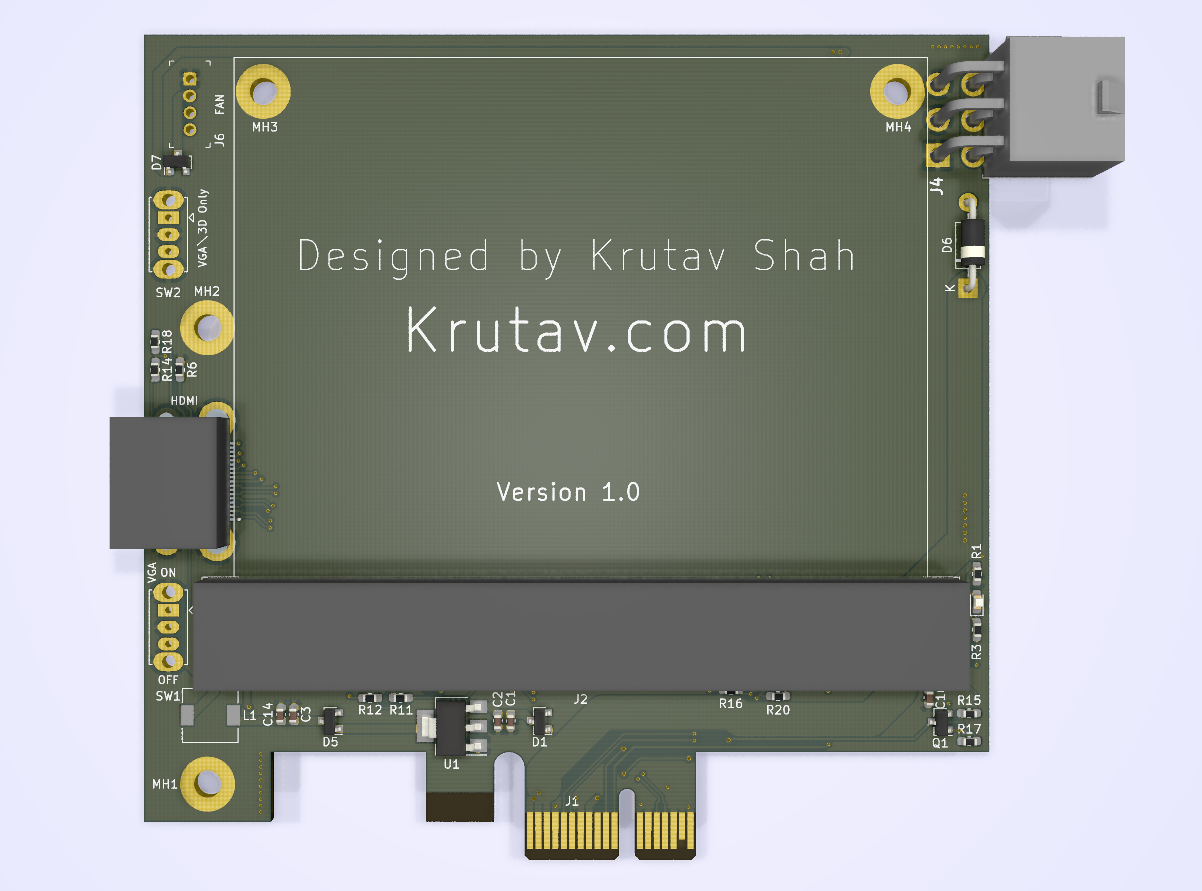 FAN
J6
D7
VGA\3D Only
SW2
MH3
MH4
J4
D6
K
MH2
R18
R14
R6
HDMI
Designed by Krutav Shah
Krutav.com
Version 1.0
VGA
ON
OFF
SW1
L1
C14
C3
D5
R12
R11
U1
C2
C1
D1
J2
R16
R20
R1
R3
R15
Q1
R17
MH1
J1